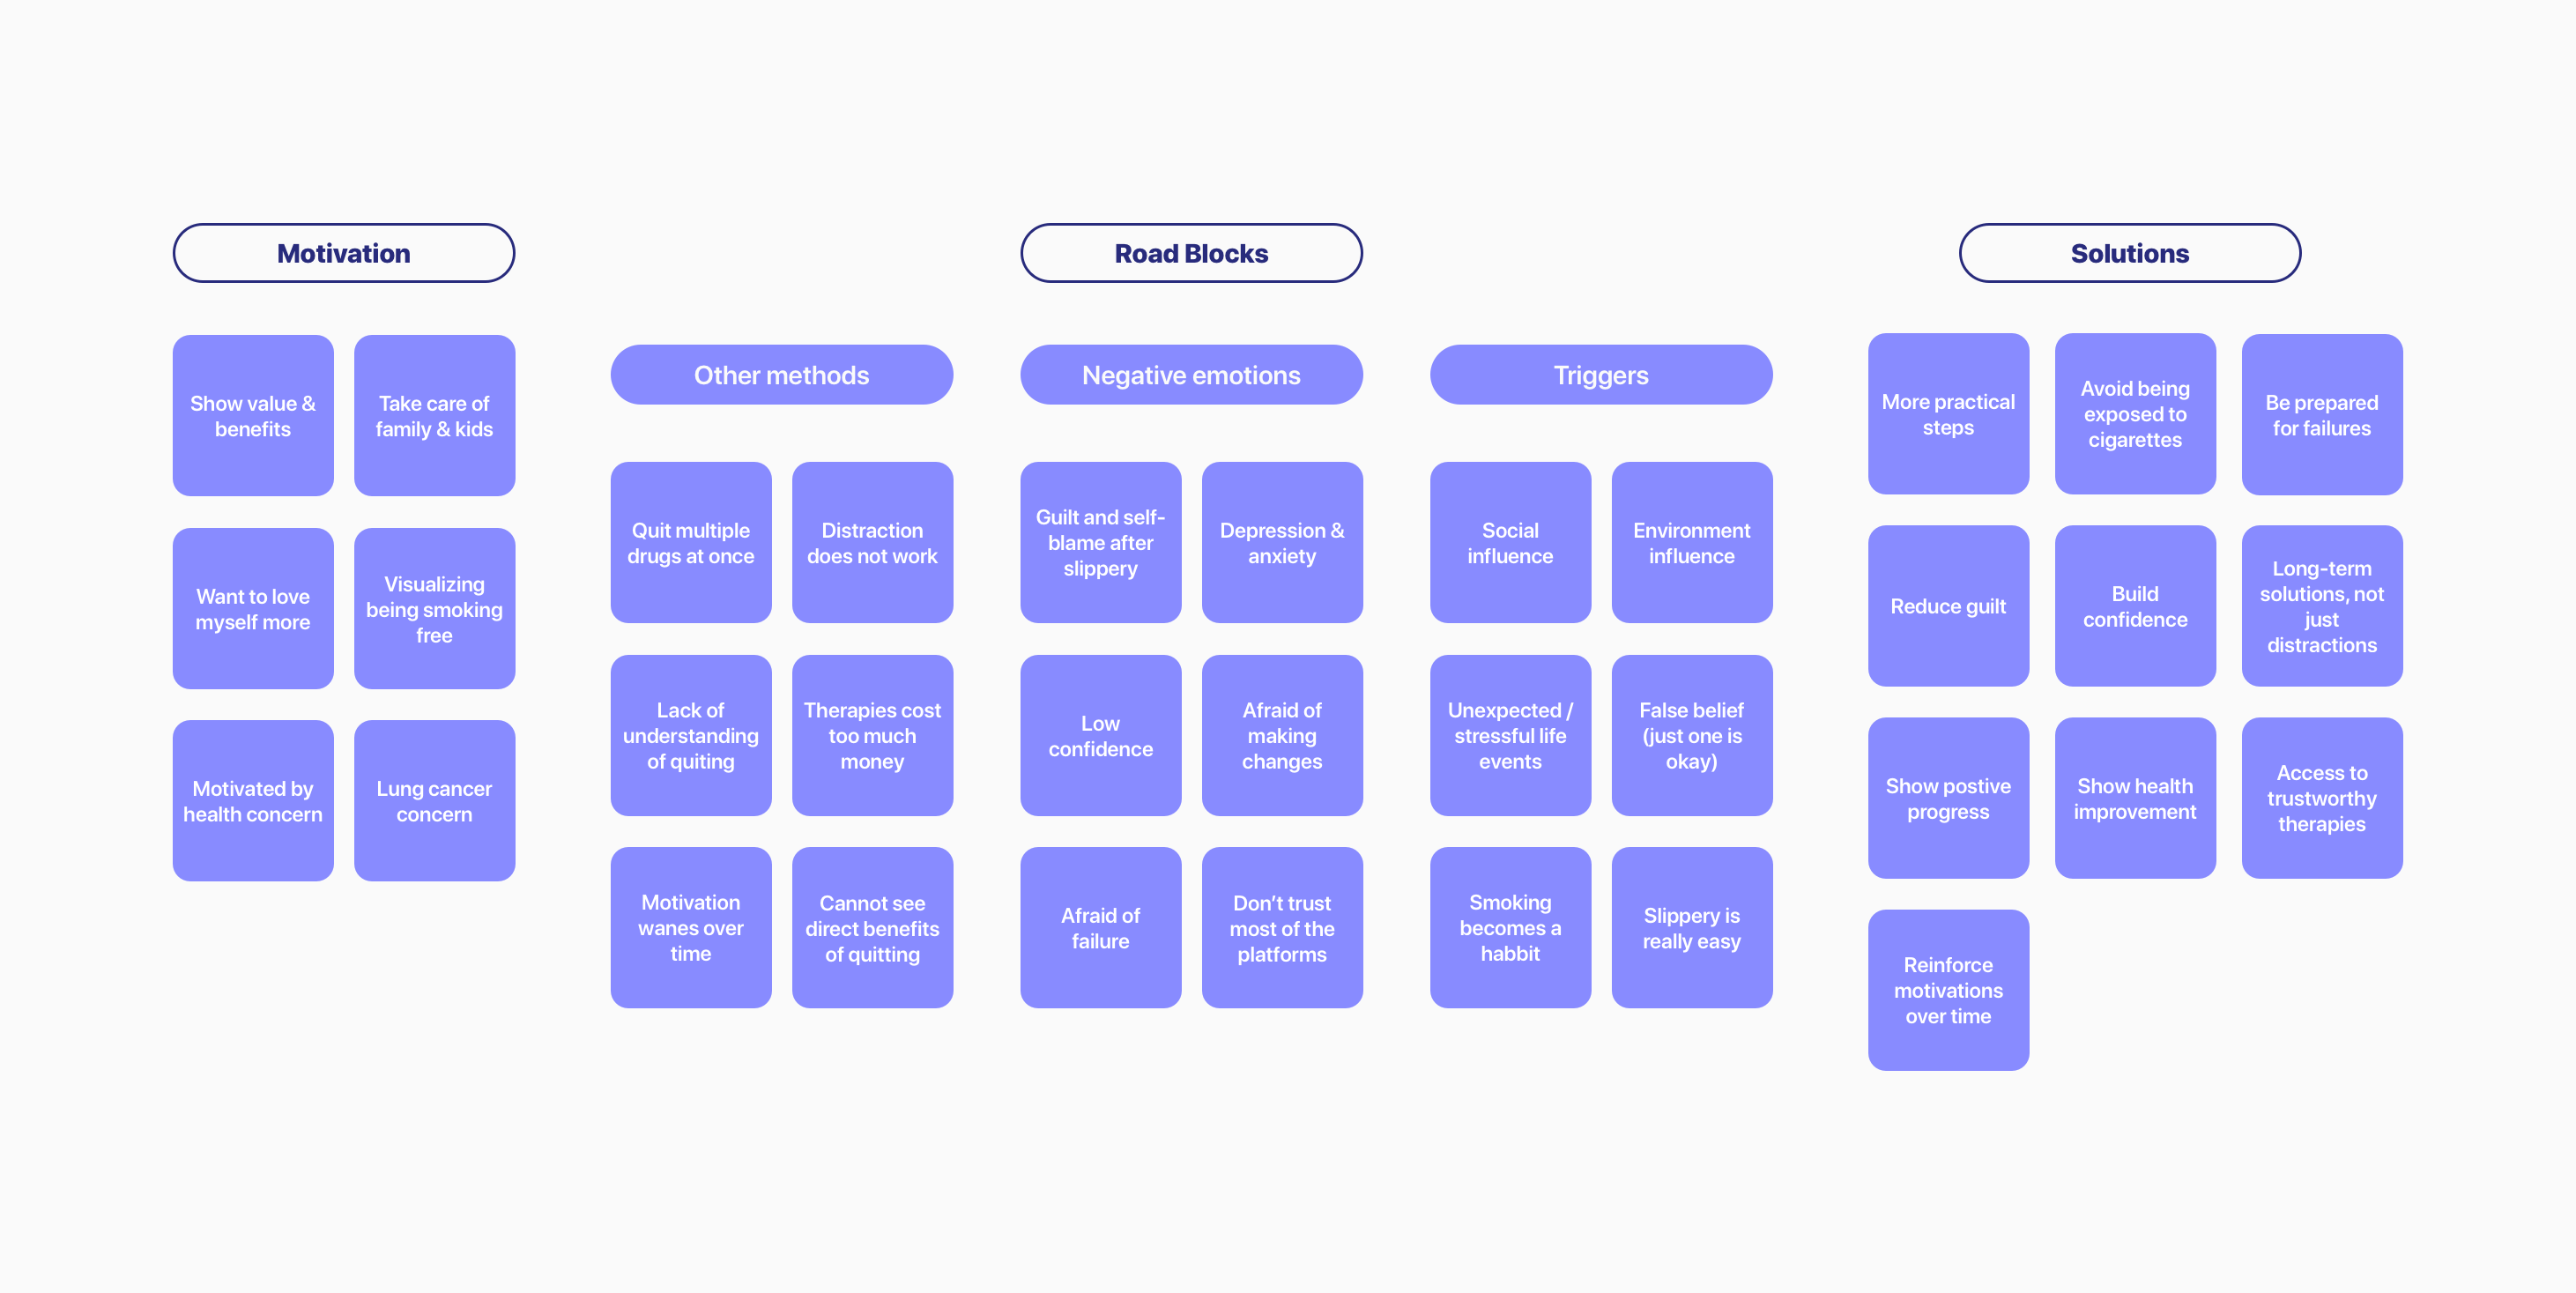 Motivation
Show value &
benefits
Take care of
family & kids
Want to love
myself more
Visualizing
being smoking
free
Motivated by
health concern
Lung cancer
concern
Road Blocks
Other methods
Quit multiple
drugs at once
Distraction
does not work
Lack of
understanding
of quiting
Therapies cost
too much
money
Motivation
wanes over
time
Cannot see
direct benefits
of quitting
Negative emotions
Guilt and self-
blame after
slippery
Depression &
anxiety
Low
confidence
Afraid of
making
changes
Afraid of
failure
Don’t trust
most of the
platforms
Triggers
Social
influence
Environment
influence
Unexpected /
stressful life
events
False belief
(just one is
okay)
Smoking
becomes a
habbit
Slippery is
really easy
Solutions
More practical
steps
Avoid being
exposed to
cigarettes
Be prepared
for failures
Reduce guilt
Build
confidence
Long-term
solutions, not
just
distractions
Show postive
progress
Show health
improvement
Access to
trustworthy
therapies
Reinforce
motivations
over time